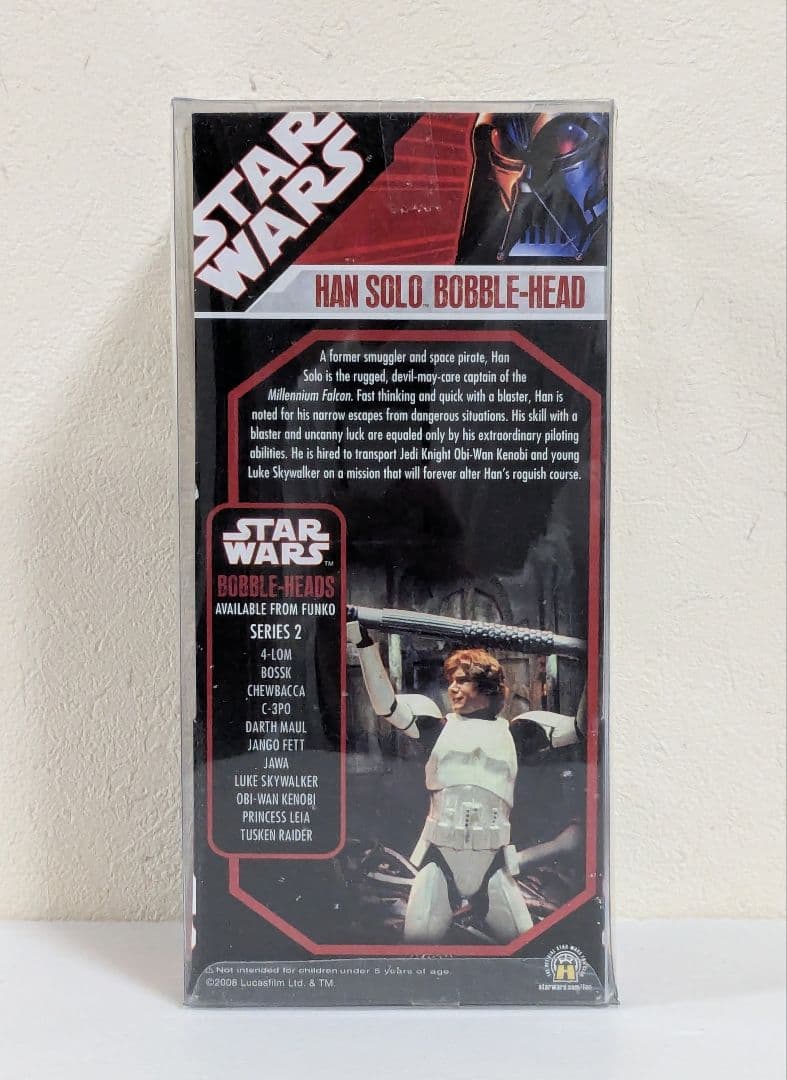 STAR
WARS
TM
HAN SOLO™ BOBBLE-HEAD
A former smuggler and space pirate, Han
Solo is the rugged, devil-may-care captain of the
Millennium Falcon. Fast thinking and quick with a blaster, Han is
noted for his narrow escapes from dangerous situations. His skill with a
blaster and uncanny luck are equaled only by his extraordinary piloting
abilities. He is hired to transport Jedi Knight Obi-Wan Kenobi and young
Luke Skywalker on a mission that will forever alter Han's roguish course.
STAR
WARS™
BOBBLE-HEADS
AVAILABLE FROM FUNKO
SERIES 2
4-LOM
BOSSK
CHEWBACCA
C-3PO
DARTH MAUL
JANGO FETT
JAWA
LUKE SKYWALKER
OBI-WAN KENOBI
PRINCESS LEIA
TUSKEN RAIDER
⚠ Not intended for children under 5 years of age.
©2008 Lucasfilm Ltd. & TM.
H